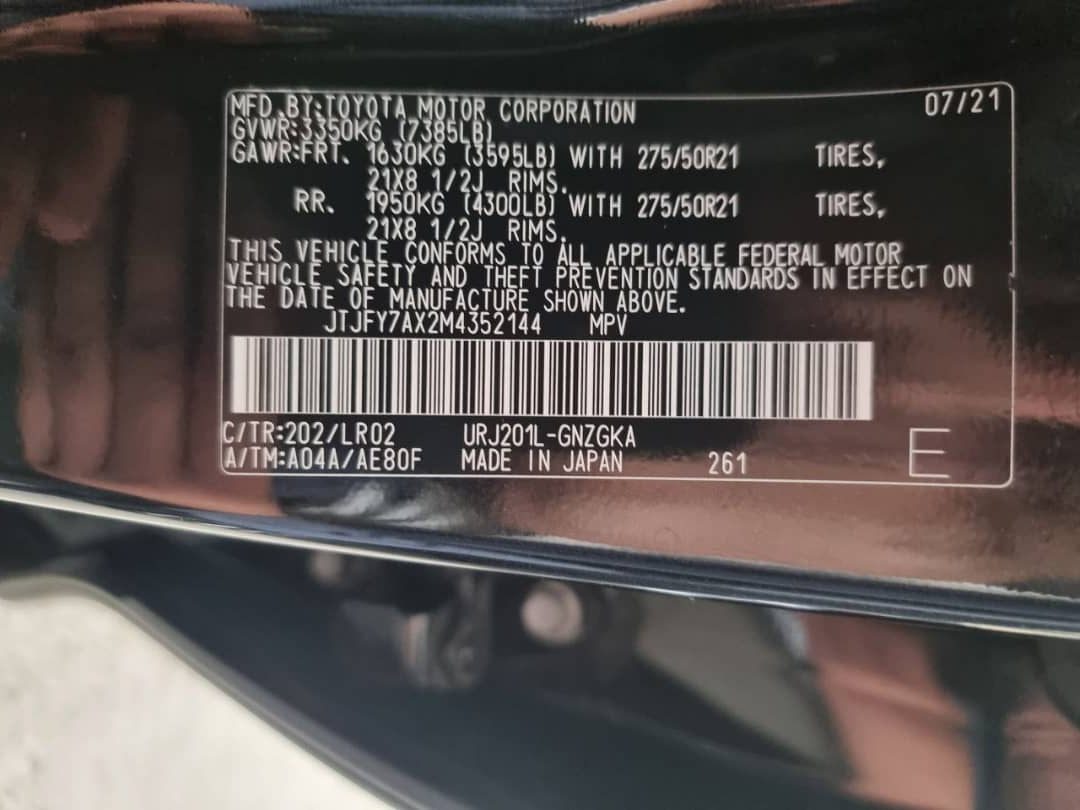 MFD.BY:TOYOTA MOTOR CORPORATION 07/21
GVWR:3350KG (7385LB)
GAWR:FRT. 1630KG (3595LB) WITH 275/50R21 TIRES,
21X8 1/2J RIMS.
RR. 1950KG (4300LB) WITH 275/50R21 TIRES,
21X8 1/2J RIMS.
THIS VEHICLE CONFORMS TO ALL APPLICABLE FEDERAL MOTOR
VEHICLE SAFETY AND THEFT PREVENTION STANDARDS IN EFFECT ON
THE DATE OF MANUFACTURE SHOWN ABOVE.
JTJFY7AX2M4352144 MPV
C/TR:202/LR02 URJ201L-GNZGKA
A/TM:A04A/AE80F MADE IN JAPAN 261 E